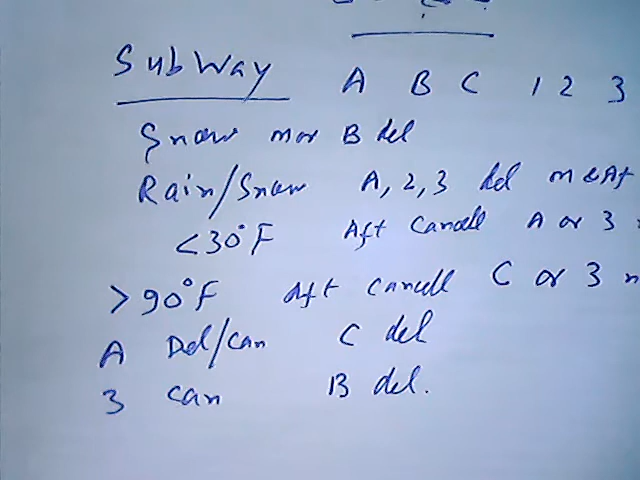 SubWay A B C 1 2 3
Snow mor B del
Rain/Snow A, 2, 3 del m & Af
<30°F Aft Cancell A or 3
>90°F Aft Cancell C or 3 n
A Del/Can C del
3 can B del.